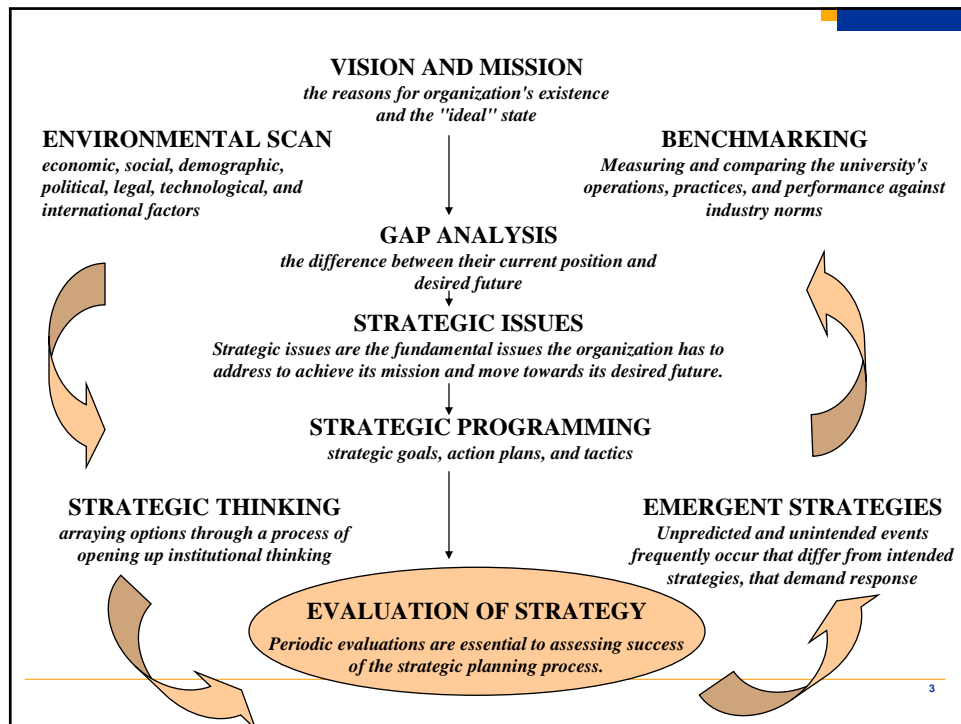 VISION AND MISSION
the reasons for organization's existence
and the "ideal" state
ENVIRONMENTAL SCAN
economic, social, demographic,
political, legal, technological, and
international factors
BENCHMARKING
Measuring and comparing the university's
operations, practices, and performance against
industry norms
GAP ANALYSIS
the difference between their current position and
desired future
STRATEGIC ISSUES
Strategic issues are the fundamental issues the organization has to
address to achieve its mission and move towards its desired future.
STRATEGIC PROGRAMMING
strategic goals, action plans, and tactics
STRATEGIC THINKING
arraying options through a process of
opening up institutional thinking
EMERGENT STRATEGIES
Unpredicted and unintended events
frequently occur that differ from intended
strategies, that demand response
EVALUATION OF STRATEGY
Periodic evaluations are essential to assessing success
of the strategic planning process.
3